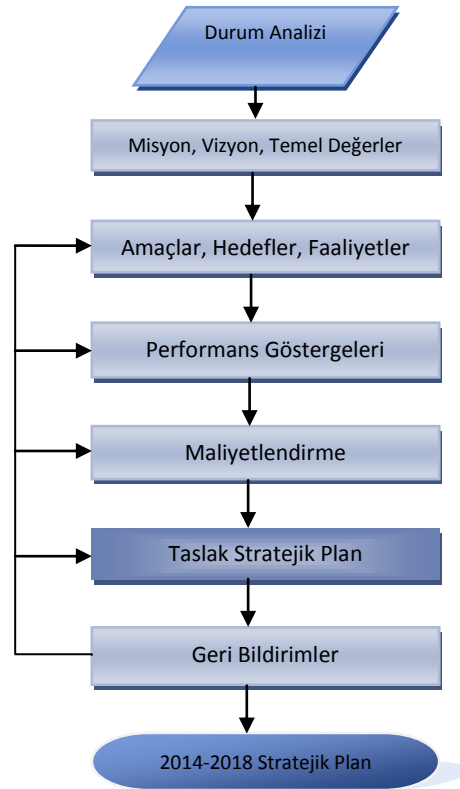 Durum Analizi
Misyon, Vizyon, Temel Değerler
Amaçlar, Hedefler, Faaliyetler
Performans Göstergeleri
Maliyetlendirme
Taslak Stratejik Plan
Geri Bildirimler
2014-2018 Stratejik Plan